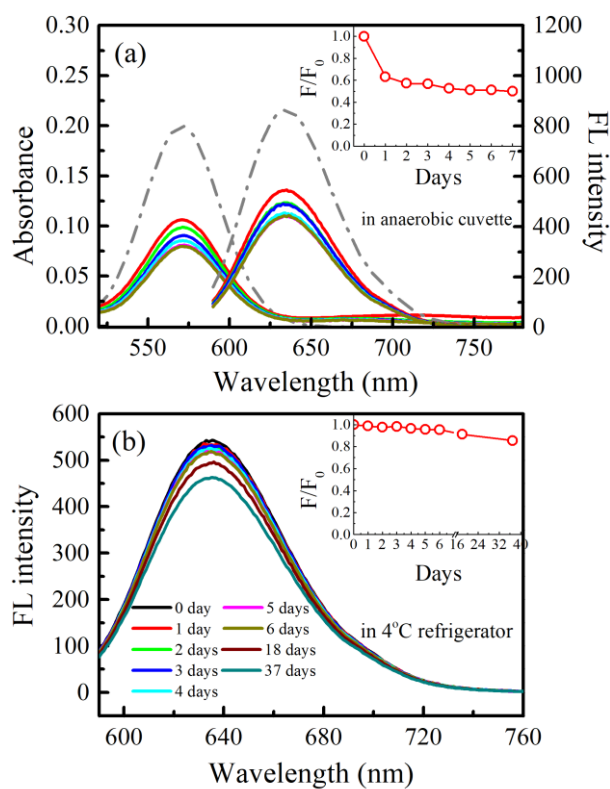 (a)
Absorbance
0.30
0.25
0.20
0.15
0.10
0.05
0.00
FL intensity
1200
1000
800
600
400
200
0
F/F0
1.0
0.8
0.6
0.4
0.2
0.0
0 1 2 3 4 5 6 7
Days
in anaerobic cuvette
550 600 650 700 750
Wavelength (nm)
(b)
FL intensity
600
500
400
300
200
100
0
F/F0
1.0
0.8
0.6
0.4
0.2
0.0
0 1 2 3 4 5 6 16 24 32 40
Days
0 day
1 day
2 days
3 days
4 days
5 days
6 days
18 days
37 days
in 4°C refrigerator
600 640 680 720 760
Wavelength (nm)